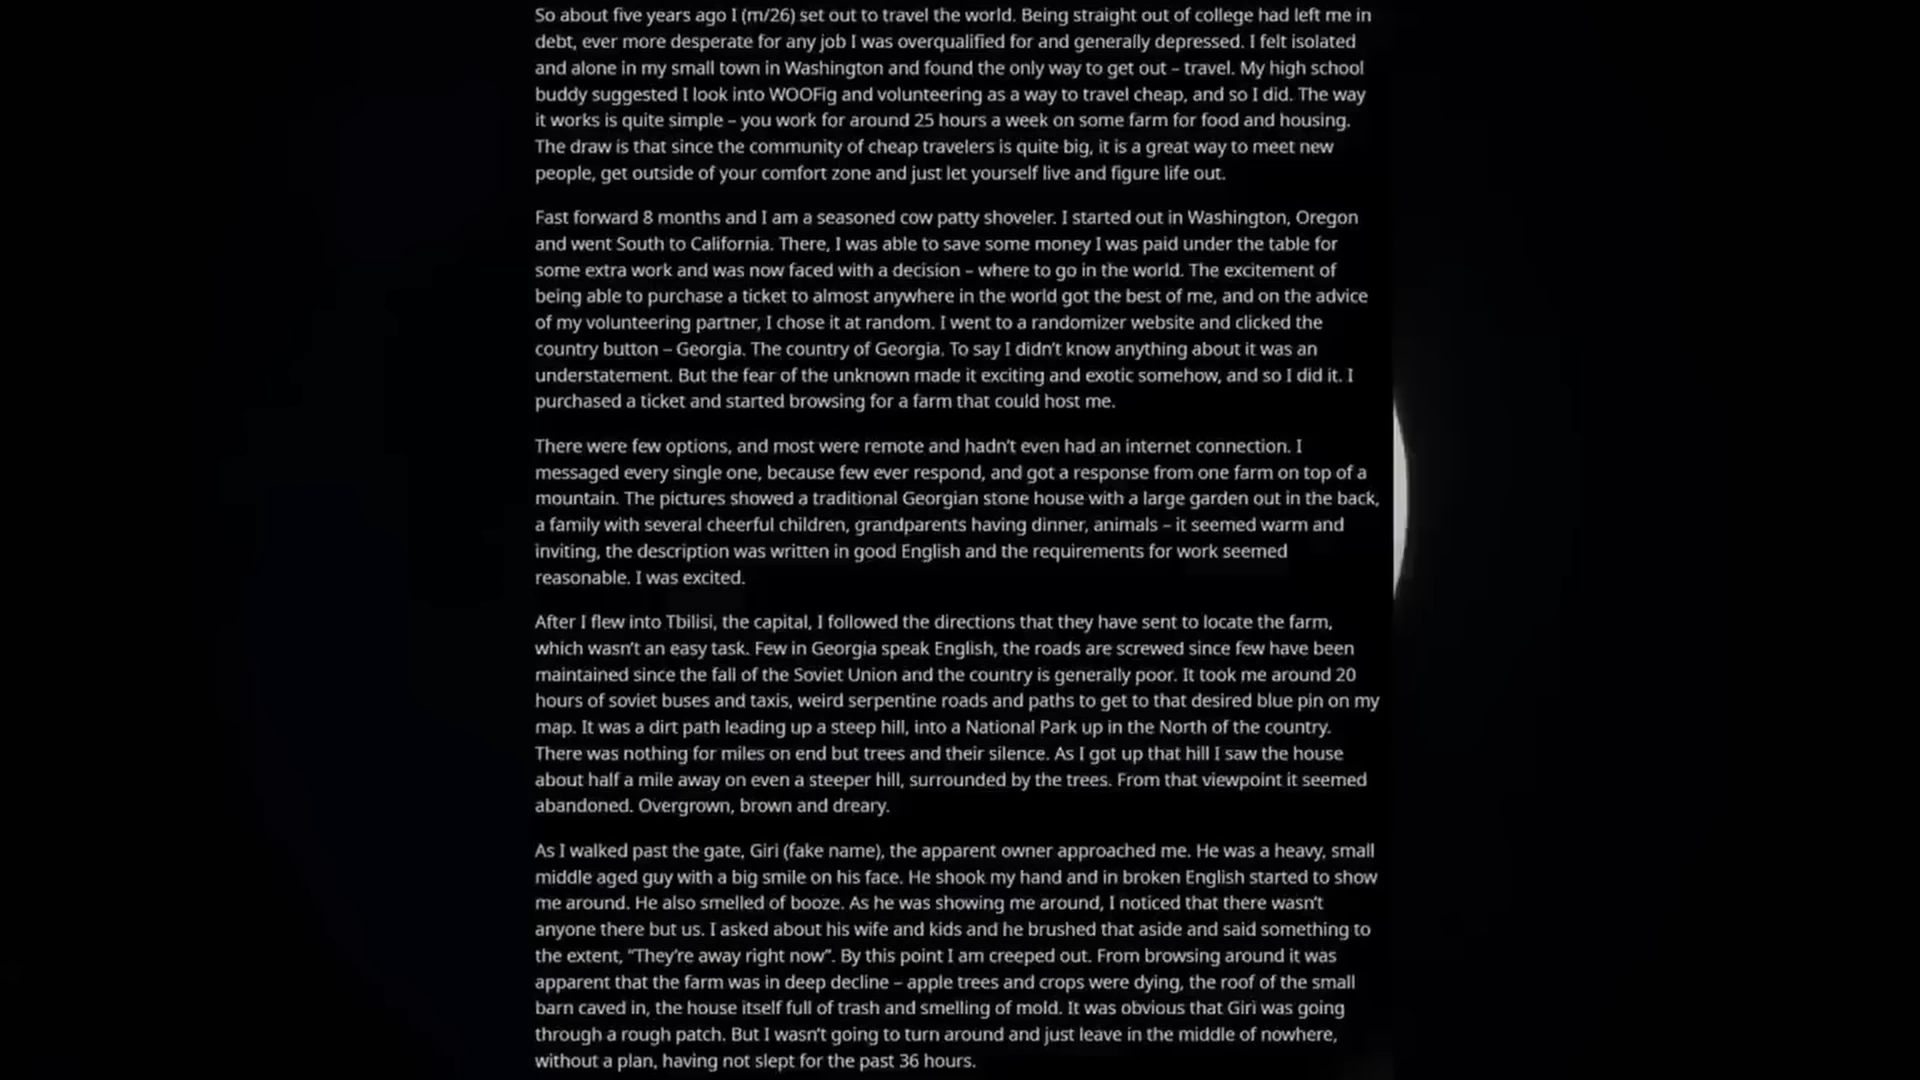 So about five years ago I (m/26) set out to travel the world. Being straight out of college had left me in
debt, ever more desperate for any job I was overqualified for and generally depressed. I felt isolated
and alone in my small town in Washington and found the only way to get out – travel. My high school
buddy suggested I look into WOOFig and volunteering as a way to travel cheap, and so I did. The way
it works is quite simple – you work for around 25 hours a week on some farm for food and housing.
The draw is that since the community of cheap travelers is quite big, it is a great way to meet new
people, get outside of your comfort zone and just let yourself live and figure life out.
Fast forward 8 months and I am a seasoned cow patty shoveler. I started out in Washington, Oregon
and went South to California. There, I was able to save some money I was paid under the table for
some extra work and was now faced with a decision – where to go in the world. The excitement of
being able to purchase a ticket to almost anywhere in the world got the best of me, and on the advice
of my volunteering partner, I chose it at random. I went to a randomizer website and clicked the
country button – Georgia. The country of Georgia. To say I didn't know anything about it was an
understatement. But the fear of the unknown made it exciting and exotic somehow, and so I did it. I
purchased a ticket and started browsing for a farm that could host me.
There were few options, and most were remote and hadn't even had an internet connection. I
messaged every single one, because few ever respond, and got a response from one farm on top of a
mountain. The pictures showed a traditional Georgian stone house with a large garden out in the back,
a family with several cheerful children, grandparents having dinner, animals – it seemed warm and
inviting, the description was written in good English and the requirements for work seemed
reasonable. I was excited.
After I flew into Tbilisi, the capital, I followed the directions that they have sent to locate the farm,
which wasn't an easy task. Few in Georgia speak English, the roads are screwed since few have been
maintained since the fall of the Soviet Union and the country is generally poor. It took me around 20
hours of soviet buses and taxis, weird serpentine roads and paths to get to that desired blue pin on my
map. It was a dirt path leading up a steep hill, into a National Park up in the North of the country.
There was nothing for miles on end but trees and their silence. As I got up that hill I saw the house
about half a mile away on even a steeper hill, surrounded by the trees. From that viewpoint it seemed
abandoned. Overgrown, brown and dreary.
As I walked past the gate, Giri (fake name), the apparent owner approached me. He was a heavy, small
middle aged guy with a big smile on his face. He shook my hand and in broken English started to show
me around. He also smelled of booze. As he was showing me around, I noticed that there wasn't
anyone there but us. I asked about his wife and kids and he brushed that aside and said something to
the extent, "They're away right now". By this point I am creeped out. From browsing around it was
apparent that the farm was in deep decline – apple trees and crops were dying, the roof of the small
barn caved in, the house itself full of trash and smelling of mold. It was obvious that Giri was going
through a rough patch. But I wasn't going to turn around and just leave in the middle of nowhere,
without a plan, having not slept for the past 36 hours.